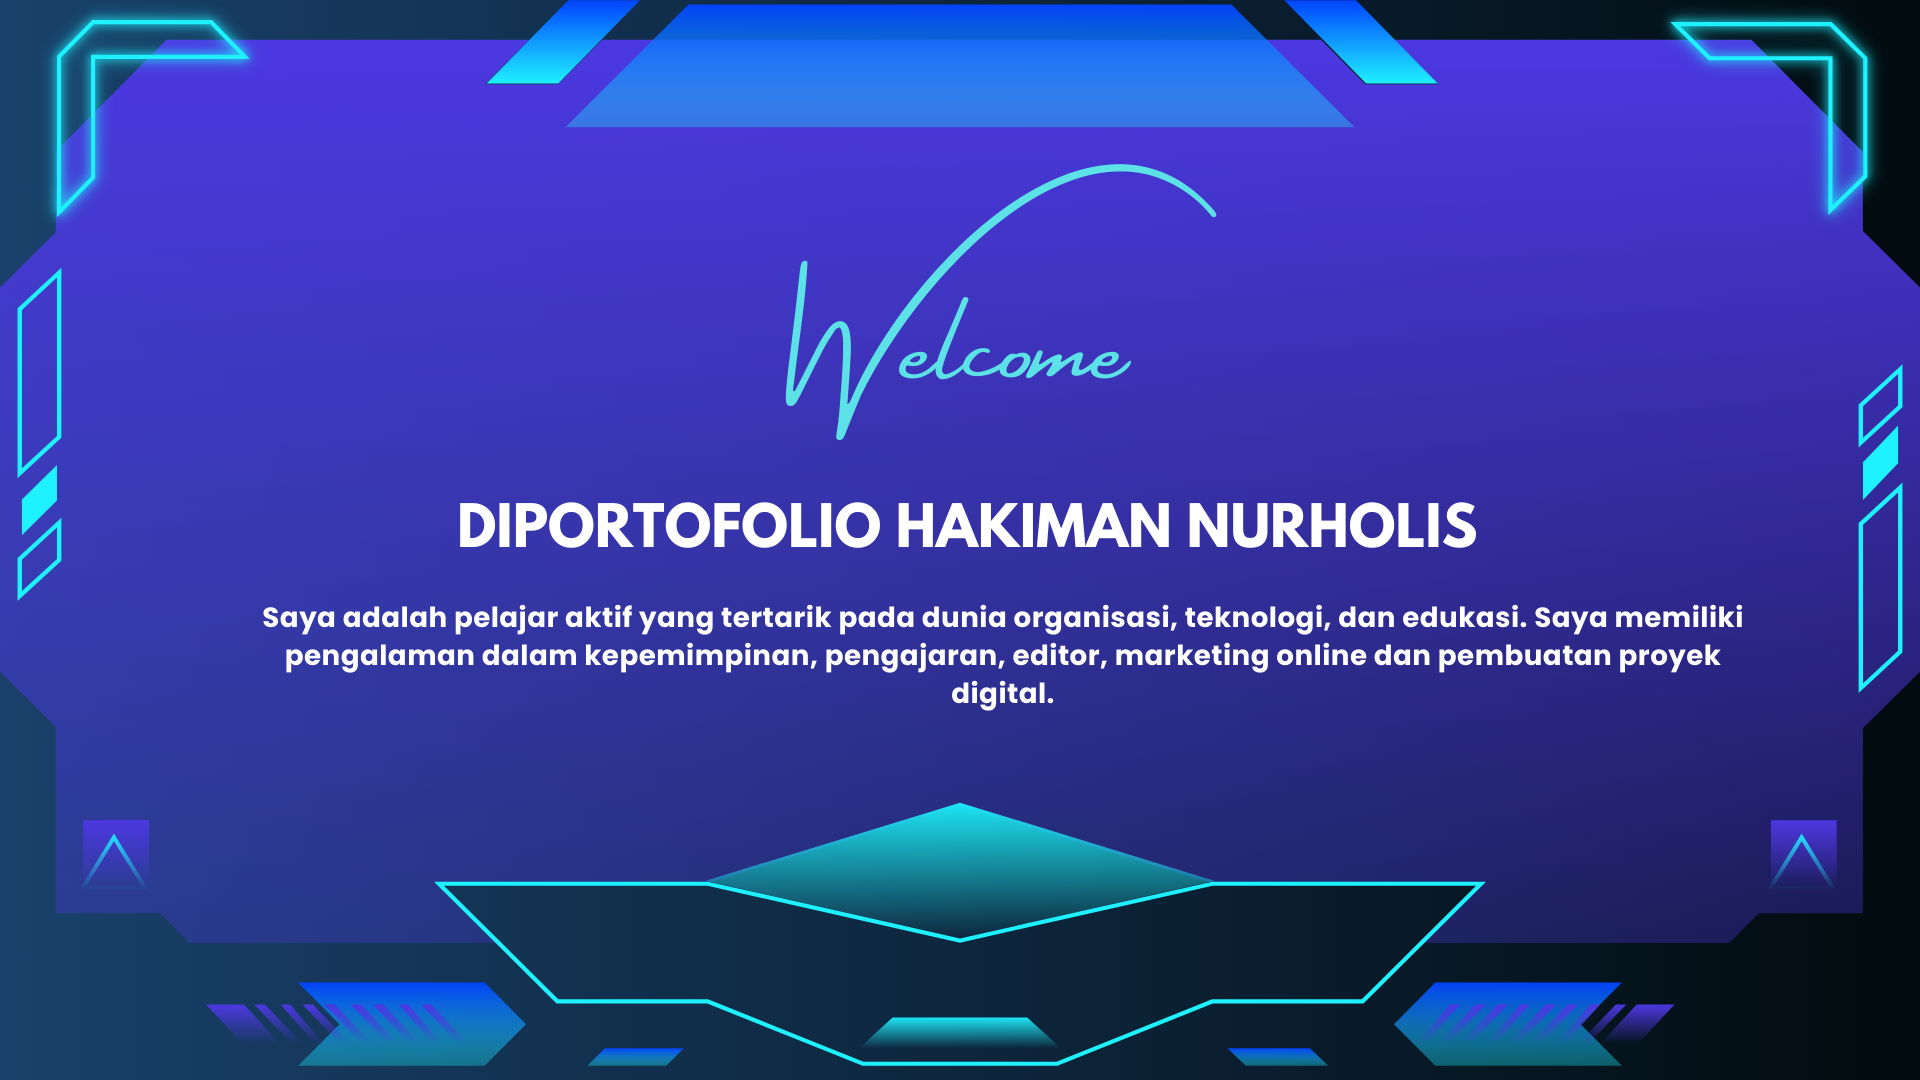 Welcome
DIPORTOFOLIO HAKIMAN NURHOLIS
Saya adalah pelajar aktif yang tertarik pada dunia organisasi, teknologi, dan edukasi. Saya memiliki
pengalaman dalam kepemimpinan, pengajaran, editor, marketing online dan pembuatan proyek
digital.